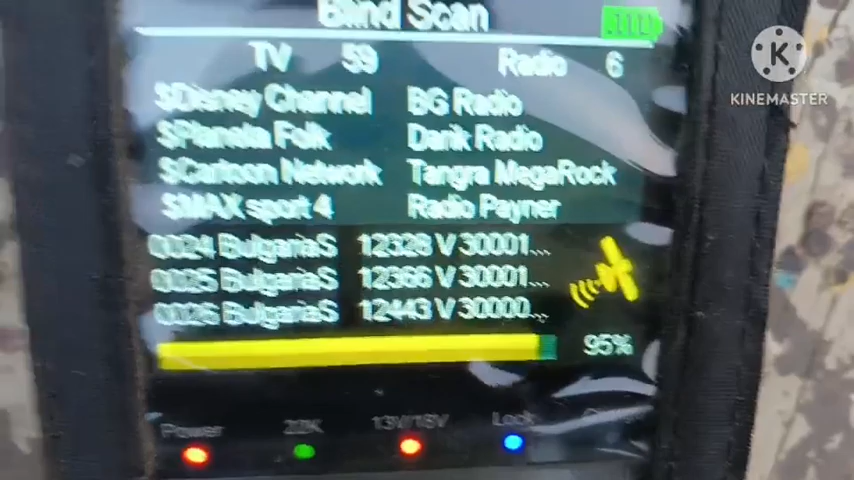 Blind Scan
TV 59 Radio 6
$Disney Channel BG Radio
$Planeta Folk Darik Radio
$Cartoon Network Tangra MegaRock
$MAX sport 4 Radio Payner
0024 BulgariaS 12328 V 30001...
0025 BulgariaS 12366 V 30001...
0026 BulgariaS 12443 V 30000...
95%
Power 22K 13V/18V Lock
K
KINEMASTER